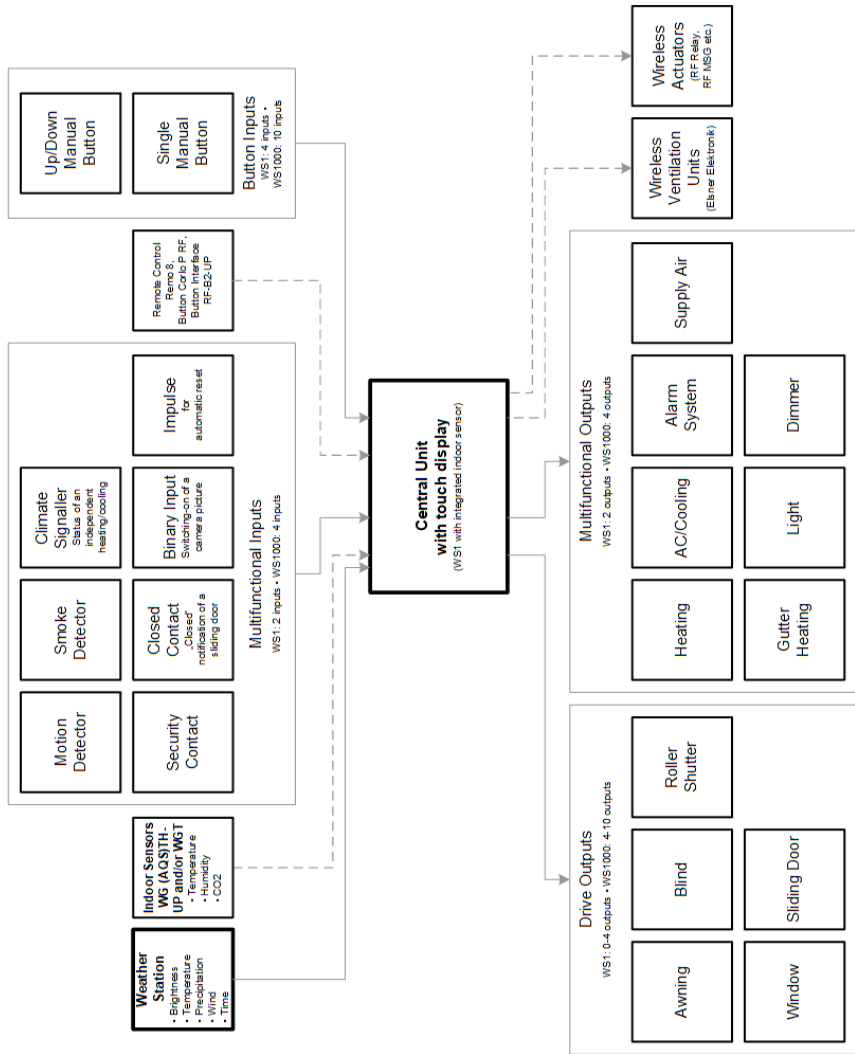 Weather
Station
• Brightness
• Temperature
• Precipitation
• Wind
• Time
Indoor Sensors
WG (AQS)TH-
UP and/or WGT
• Temperature
• Humidity
• CO2
Motion
Detector
Smoke
Detector
Climate
Signaller
Status of an
independent
heating/cooling
Security
Contact
Closed
Contact
„Closed“
notification of a
sliding door
Binary Input
Switching-on of a
camera picture
Impulse
for
automatic reset
Multifunctional Inputs
WS1: 2 inputs • WS1000: 4 inputs
Remote Control
Remo 8,
Button Corlo P RF,
Button Interface
RF-B2-UP
Up/Down
Manual
Button
Single
Manual
Button
Button Inputs
WS1: 4 inputs •
WS1000: 10 inputs
Central Unit
with touch display
(WS1 with integrated indoor sensor)
Drive Outputs
WS1: 0-4 outputs • WS1000: 4-10 outputs
Awning
Blind
Roller
Shutter
Window
Sliding Door
Multifunctional Outputs
WS1: 2 outputs • WS1000: 4 outputs
Heating
AC/Cooling
Alarm
System
Supply Air
Gutter
Heating
Light
Dimmer
Wireless
Ventilation
Units
(Elsner Elektronik)
Wireless
Actuators
(RF Relay,
RF MSG etc.)